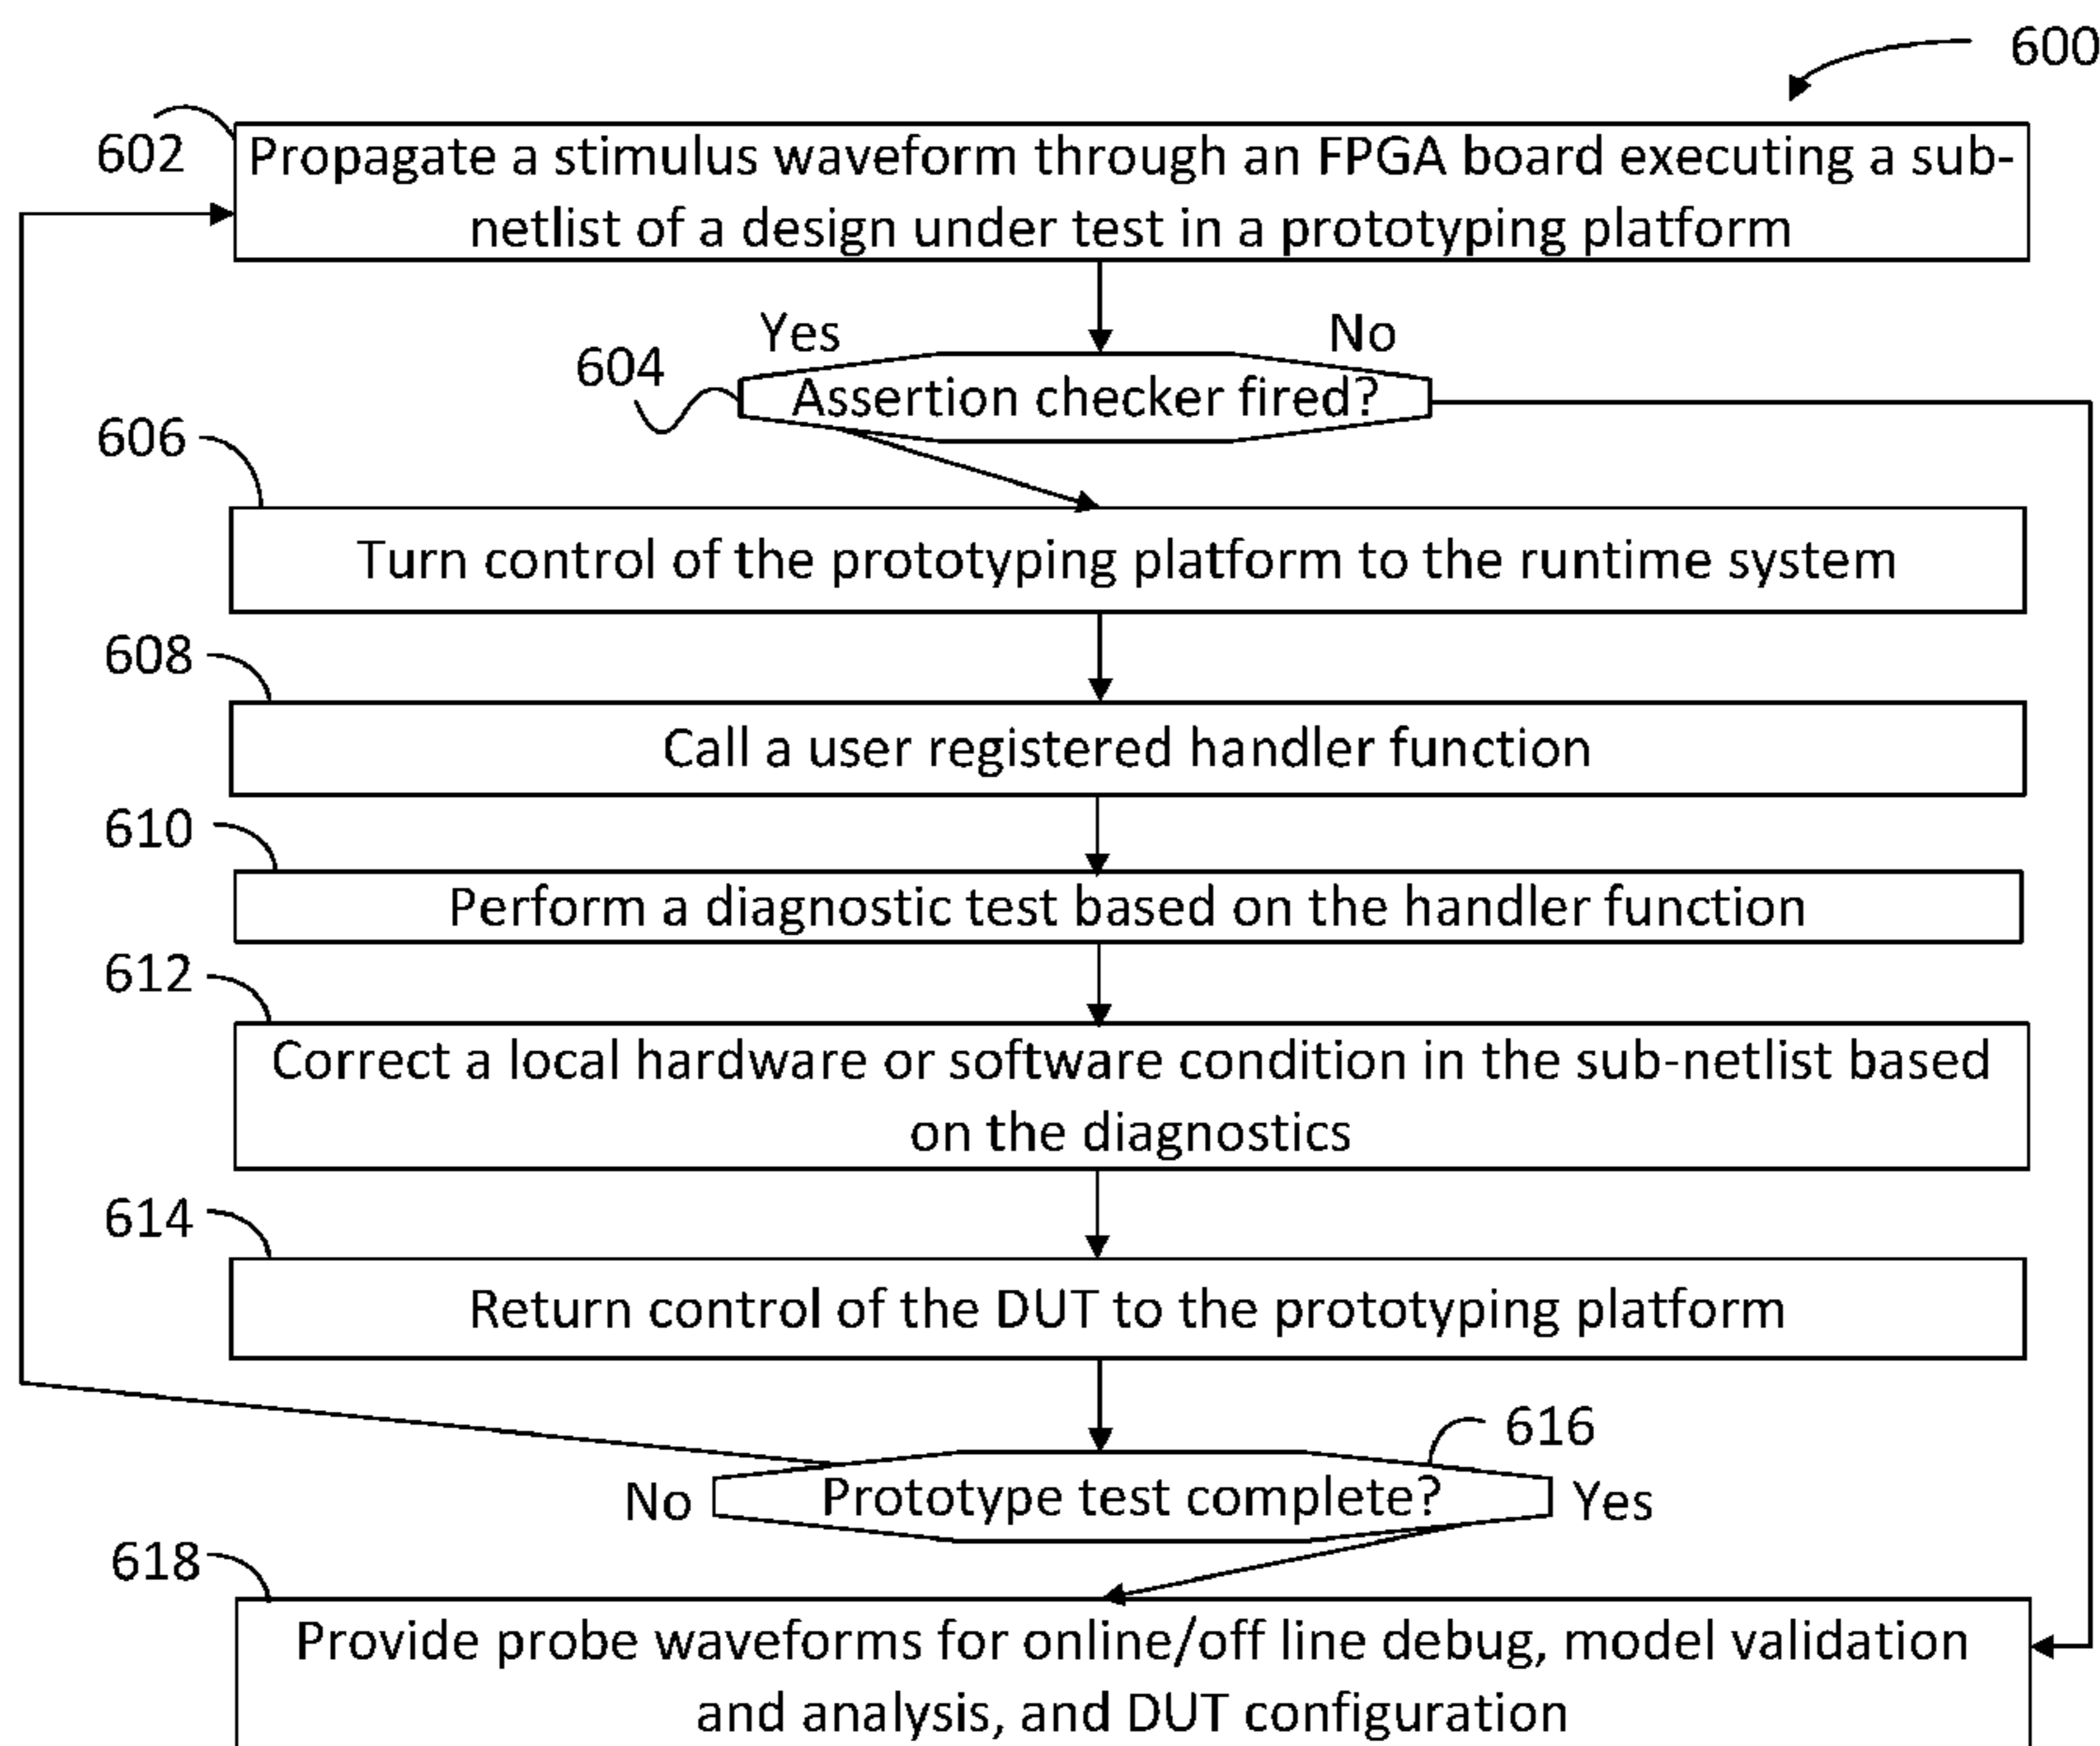 600
602
Propagate a stimulus waveform through an FPGA board executing a sub-
netlist of a design under test in a prototyping platform
Yes
No
604
Assertion checker fired?
606
Turn control of the prototyping platform to the runtime system
608
Call a user registered handler function
610
Perform a diagnostic test based on the handler function
612
Correct a local hardware or software condition in the sub-netlist based
on the diagnostics
614
Return control of the DUT to the prototyping platform
616
No
Prototype test complete?
Yes
618
Provide probe waveforms for online/off line debug, model validation
and analysis, and DUT configuration